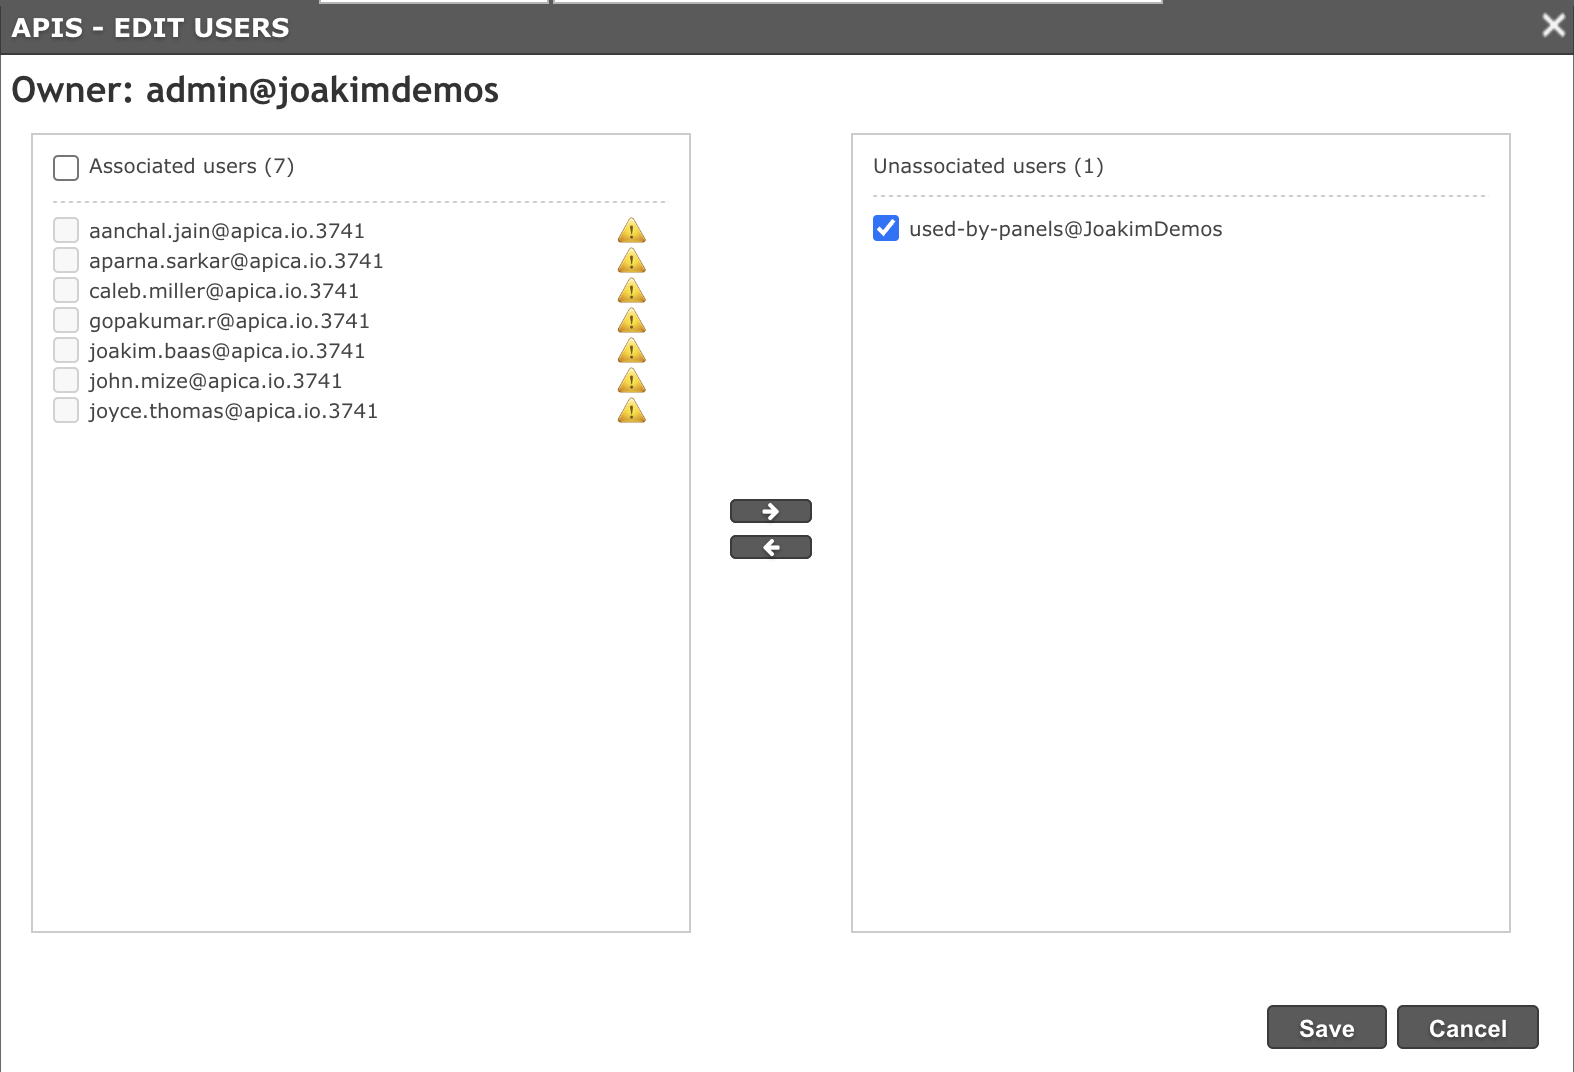 APIS - EDIT USERS
Owner: admin@joakimdemos
Associated users (7)
aanchal.jain@apica.io.3741
aparna.sarkar@apica.io.3741
caleb.miller@apica.io.3741
gopakumar.r@apica.io.3741
joakim.baas@apica.io.3741
john.mize@apica.io.3741
joyce.thomas@apica.io.3741
Unassociated users (1)
used-by-panels@JoakimDemos
Save
Cancel